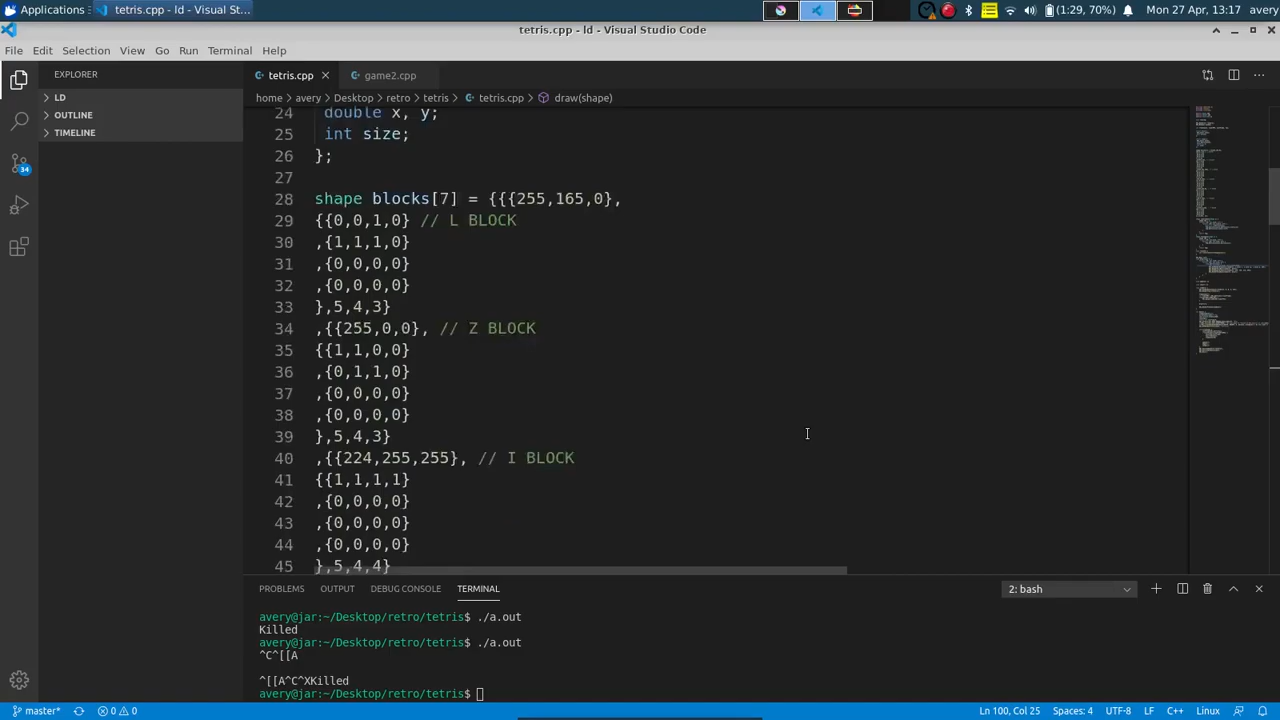 Applications
tetris.cpp - ld - Visual St...
(1:29, 70%)
Mon 27 Apr, 13:17
avery
tetris.cpp - ld - Visual Studio Code
File Edit Selection View Go Run Terminal Help
EXPLORER
LD
OUTLINE
TIMELINE
34
tetris.cpp
game2.cpp
home > avery > Desktop > retro > tetris > tetris.cpp > draw(shape)
24 double x, y;
25 int size;
26 };
27
28 shape blocks[7] = {{{255,165,0},
29 {{0,0,1,0} // L BLOCK
30 ,{1,1,1,0}
31 ,{0,0,0,0}
32 ,{0,0,0,0}
33 },5,4,3}
34 ,{{255,0,0}, // Z BLOCK
35 {{1,1,0,0}
36 ,{0,1,1,0}
37 ,{0,0,0,0}
38 ,{0,0,0,0}
39 },5,4,3}
40 ,{{224,255,255}, // I BLOCK
41 {{1,1,1,1}
42 ,{0,0,0,0}
43 ,{0,0,0,0}
44 ,{0,0,0,0}
45 },5,4,4}
PROBLEMS OUTPUT DEBUG CONSOLE TERMINAL
2: bash
avery@jar:~/Desktop/retro/tetris$ ./a.out
Killed
avery@jar:~/Desktop/retro/tetris$ ./a.out
^C^[[A
^[[A^C^XKilled
avery@jar:~/Desktop/retro/tetris$
master*
0 0
Ln 100, Col 25
Spaces: 4
UTF-8
LF
C++
Linux